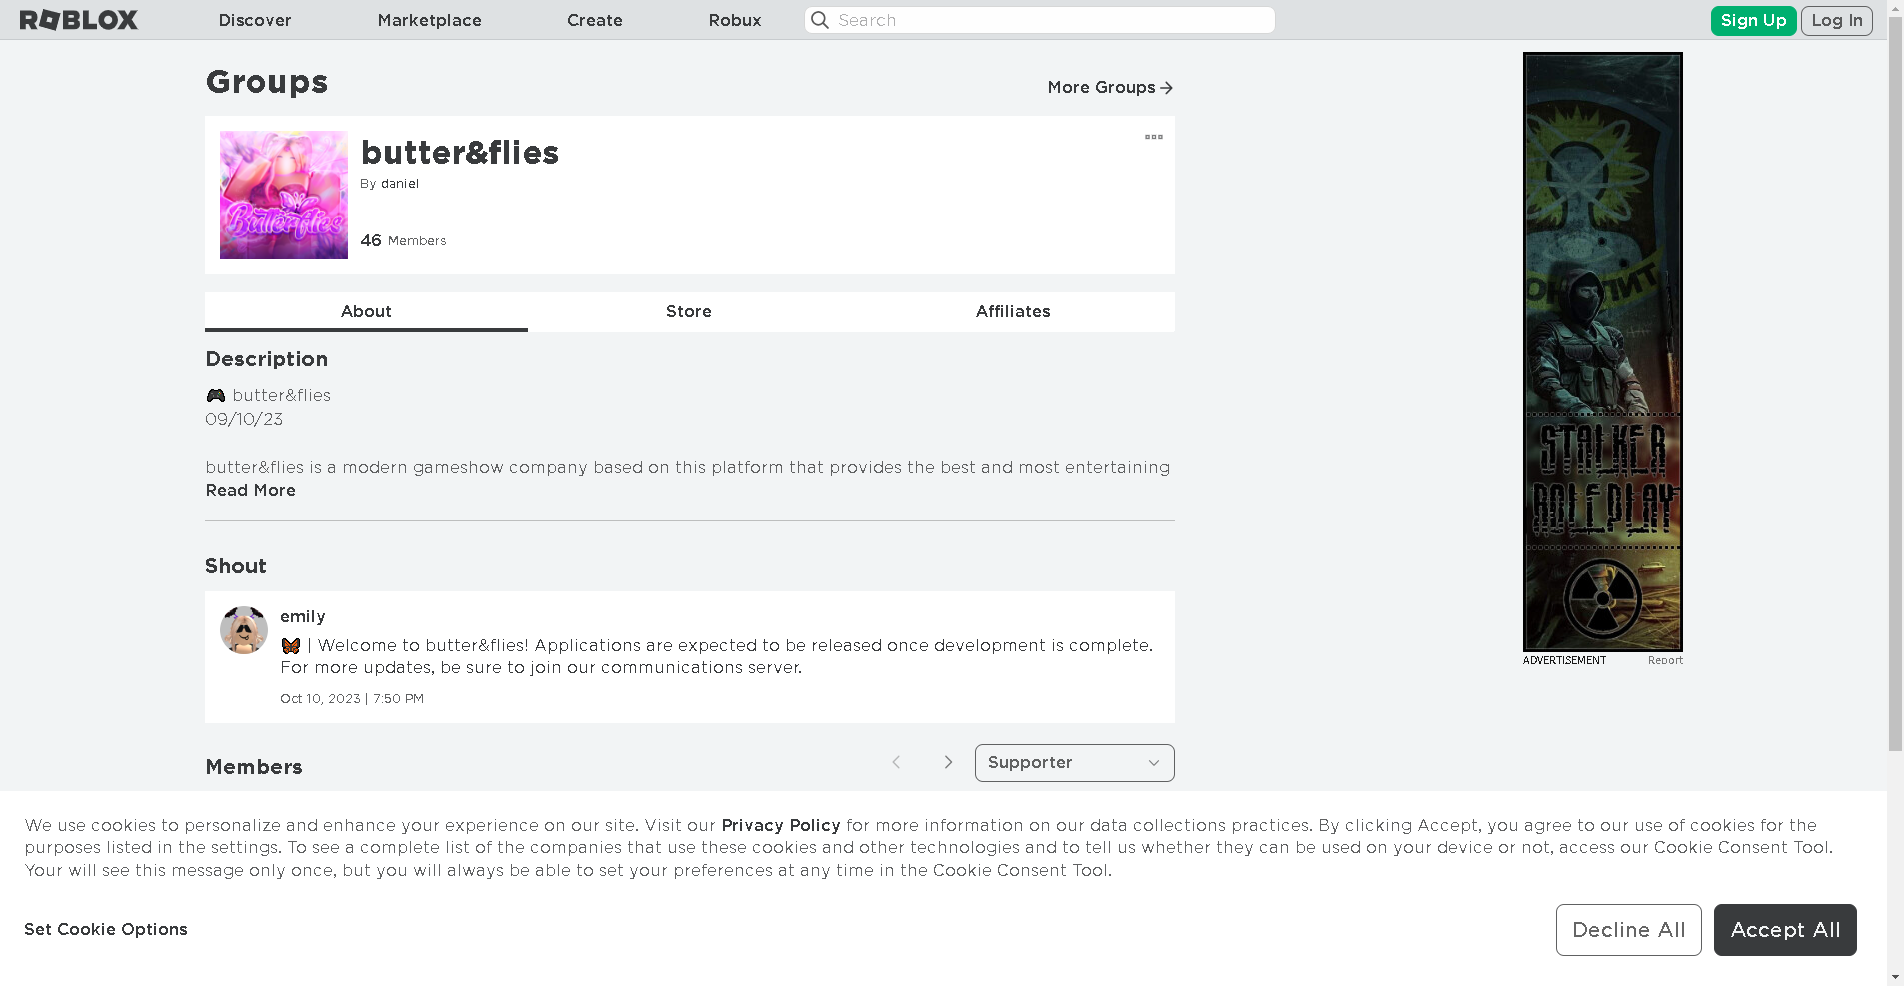 ROBLOX Discover Marketplace Create Robux Search Sign Up Log In
Groups
More Groups
Butterflies
butter&flies
By daniel
46 Members
About Store Affiliates
Description
🎮 butter&flies
09/10/23
butter&flies is a modern gameshow company based on this platform that provides the best and most entertaining
Read More
Shout
emily
🦋 | Welcome to butter&flies! Applications are expected to be released once development is complete.
For more updates, be sure to join our communications server.
Oct 10, 2023 | 7:50 PM
Members
Supporter
STALKER
ROLEPLAY
ADVERTISEMENT Report
We use cookies to personalize and enhance your experience on our site. Visit our Privacy Policy for more information on our data collections practices. By clicking Accept, you agree to our use of cookies for the
purposes listed in the settings. To see a complete list of the companies that use these cookies and other technologies and to tell us whether they can be used on your device or not, access our Cookie Consent Tool.
Your will see this message only once, but you will always be able to set your preferences at any time in the Cookie Consent Tool.
Set Cookie Options
Decline All
Accept All